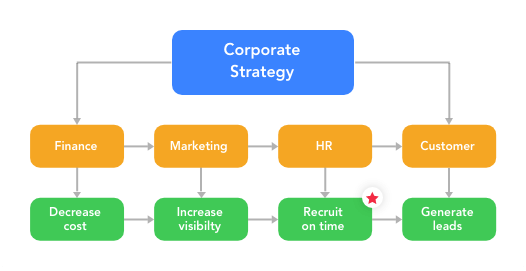 Corporate
Strategy
Finance
Marketing
HR
Customer
Decrease
cost
Increase
visibilty
Recruit
on time
Generate
leads